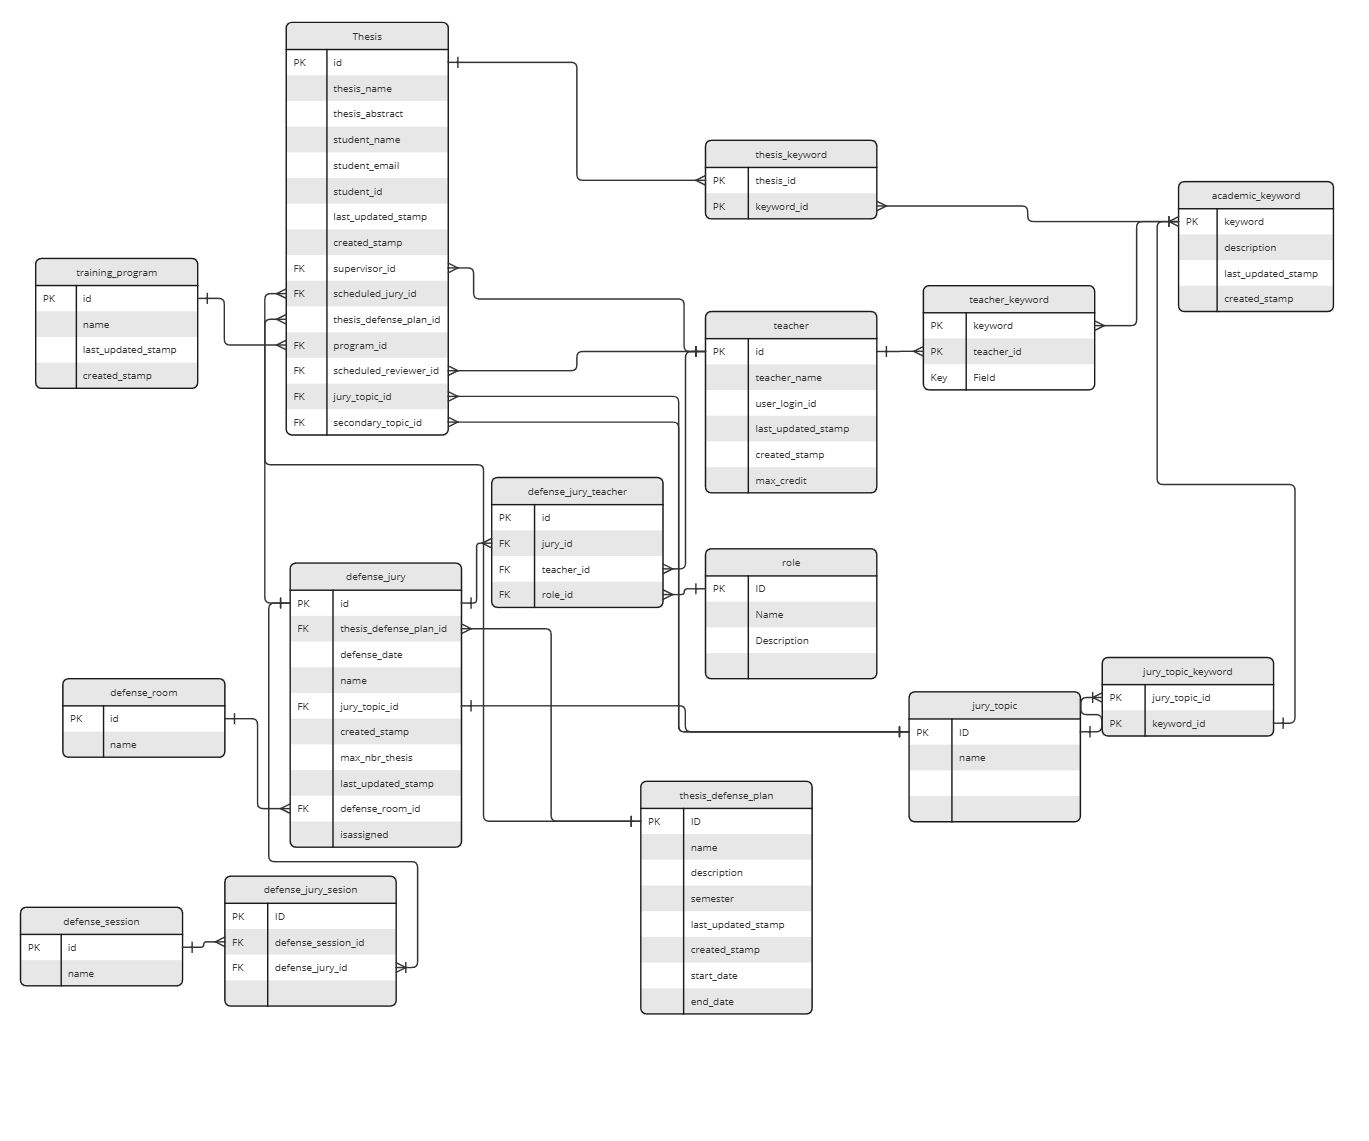 Thesis
PK id
thesis_name
thesis_abstract
student_name
student_email
student_id
last_updated_stamp
created_stamp
FK supervisor_id
FK scheduled_jury_id
FK thesis_defense_plan_id
FK program_id
FK scheduled_reviewer_id
FK jury_topic_id
FK secondary_topic_id
training_program
PK id
name
last_updated_stamp
created_stamp
thesis_keyword
PK thesis_id
PK keyword_id
academic_keyword
PK keyword
description
last_updated_stamp
created_stamp
teacher_keyword
PK keyword
PK teacher_id
Key Field
teacher
PK id
teacher_name
user_login_id
last_updated_stamp
created_stamp
max_credit
defense_jury_teacher
PK id
FK jury_id
FK teacher_id
FK role_id
role
PK ID
Name
Description
defense_jury
PK id
FK thesis_defense_plan_id
defense_date
name
FK jury_topic_id
created_stamp
max_nbr_thesis
last_updated_stamp
FK defense_room_id
isassigned
defense_room
PK id
name
jury_topic_keyword
PK jury_topic_id
PK keyword_id
jury_topic
PK ID
name
thesis_defense_plan
PK ID
name
description
semester
last_updated_stamp
created_stamp
start_date
end_date
defense_jury_sesion
PK ID
FK defense_session_id
FK defense_jury_id
defense_session
PK id
name